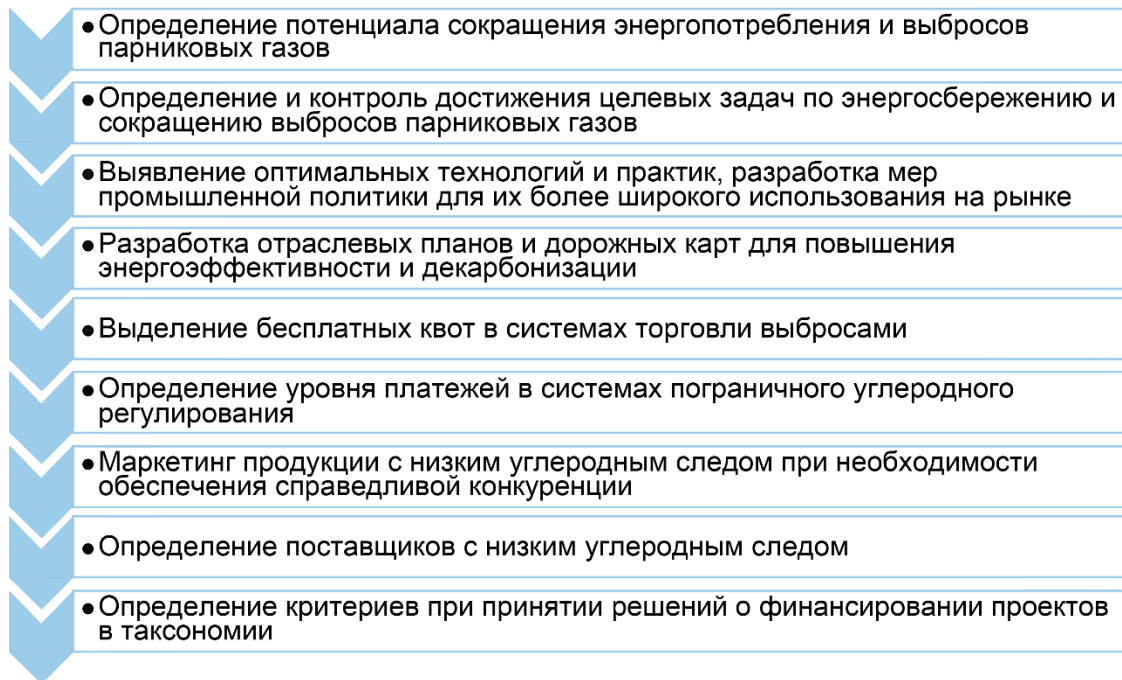 •Определение потенциала сокращения энергопотребления и выбросов
парниковых газов
•Определение и контроль достижения целевых задач по энергосбережению и
сокращению выбросов парниковых газов
•Выявление оптимальных технологий и практик, разработка мер
промышленной политики для их более широкого использования на рынке
•Разработка отраслевых планов и дорожных карт для повышения
энергоэффективности и декарбонизации
•Выделение бесплатных квот в системах торговли выбросами
•Определение уровня платежей в системах пограничного углеродного
регулирования
•Маркетинг продукции с низким углеродным следом при необходимости
обеспечения справедливой конкуренции
•Определение поставщиков с низким углеродным следом
•Определение критериев при принятии решений о финансировании проектов
в таксономии